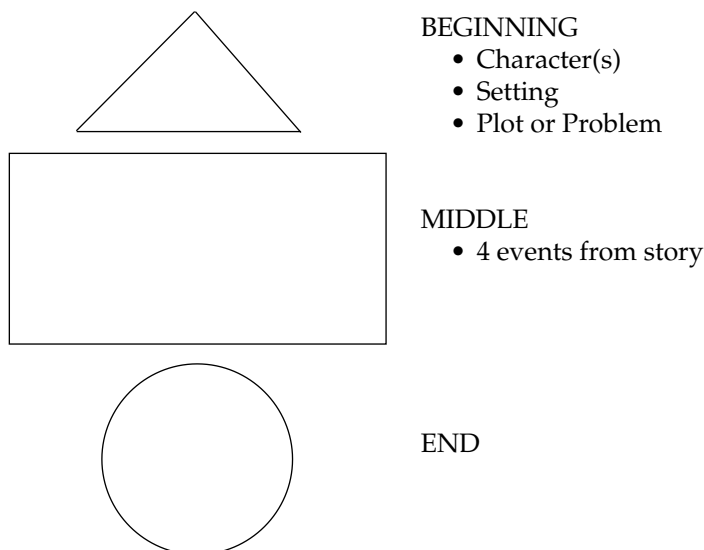 BEGINNING
• Character(s)
• Setting
• Plot or Problem
MIDDLE
• 4 events from story
END